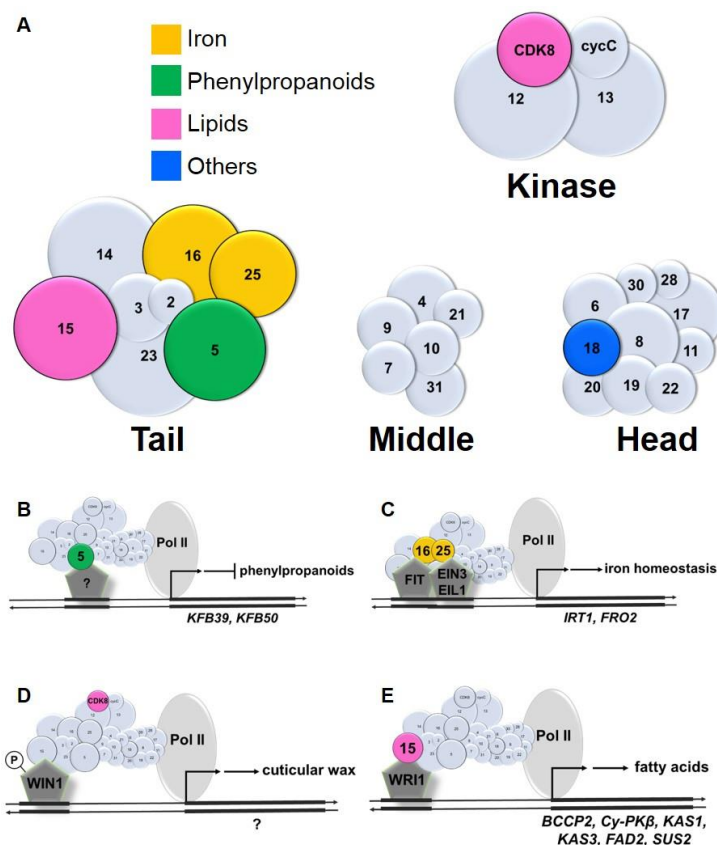 A
Iron
Phenylpropanoids
Lipids
Others
CDK8
cycC
12
13
Kinase
14
16
25
15
3
2
23
5
Tail
4
21
9
10
7
31
Middle
30
28
6
17
18
8
11
20
19
22
Head
B
5
?
Pol II
phenylpropanoids
KFB39, KFB50
C
16
25
FIT
EIN3
EIL1
Pol II
iron homeostasis
IRT1, FRO2
D
CDK8
P
WIN1
Pol II
cuticular wax
?
E
15
WRI1
Pol II
fatty acids
BCCP2, Cy-PKβ, KAS1,
KAS3, FAD2, SUS2